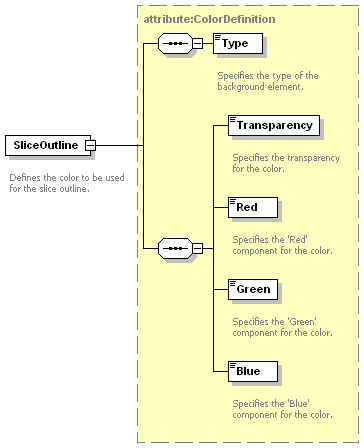 attribute:ColorDefinition
Type
Specifies the type of the
background element.
SliceOutline
Defines the color to be used
for the slice outline.
Transparency
Specifies the transparency
for the color.
Red
Specifies the 'Red'
component for the color.
Green
Specifies the 'Green'
component for the color.
Blue
Specifies the 'Blue'
component for the color.